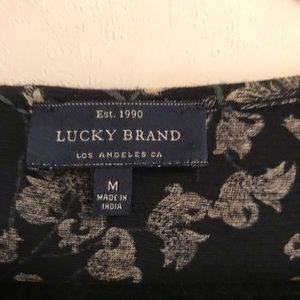 Est. 1990
LUCKY BRAND
LOS ANGELES CA
M
MADE IN
INDIA